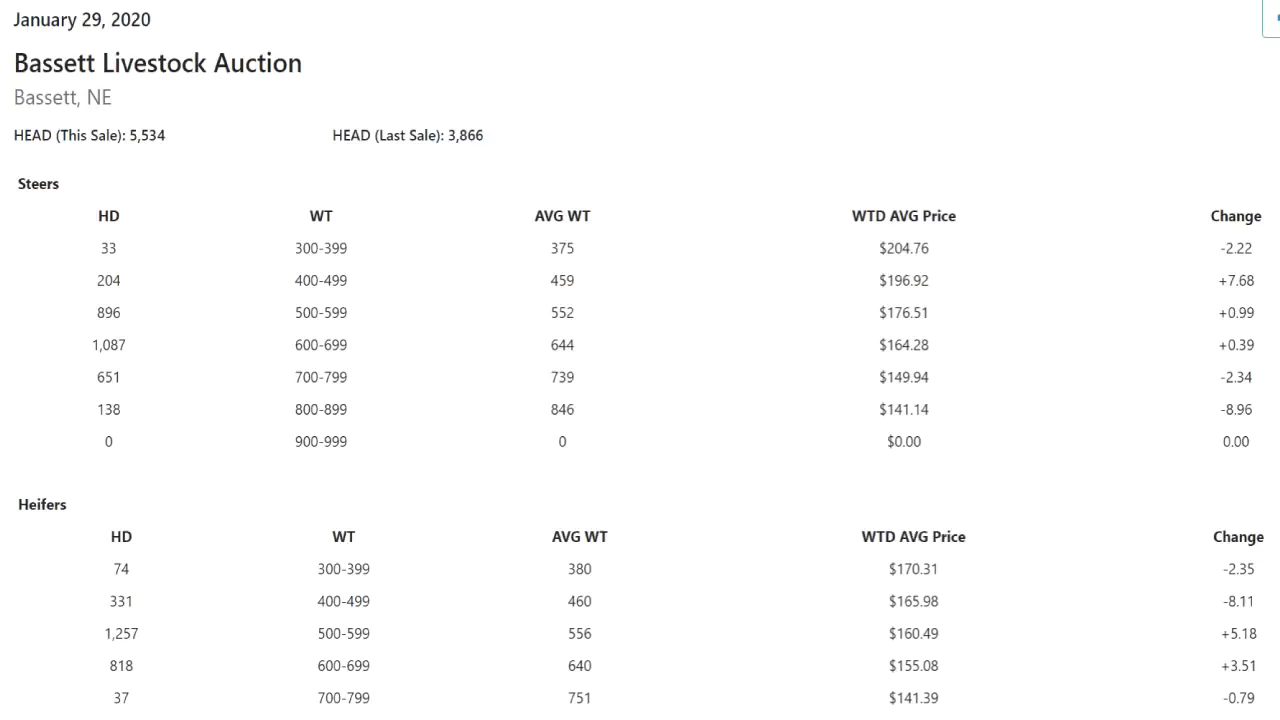 January 29, 2020
Bassett Livestock Auction
Bassett, NE
HEAD (This Sale): 5,534 HEAD (Last Sale): 3,866
Steers
HD WT AVG WT WTD AVG Price Change
33 300-399 375 $204.76 -2.22
204 400-499 459 $196.92 +7.68
896 500-599 552 $176.51 +0.99
1,087 600-699 644 $164.28 +0.39
651 700-799 739 $149.94 -2.34
138 800-899 846 $141.14 -8.96
0 900-999 0 $0.00 0.00
Heifers
HD WT AVG WT WTD AVG Price Change
74 300-399 380 $170.31 -2.35
331 400-499 460 $165.98 -8.11
1,257 500-599 556 $160.49 +5.18
818 600-699 640 $155.08 +3.51
37 700-799 751 $141.39 -0.79